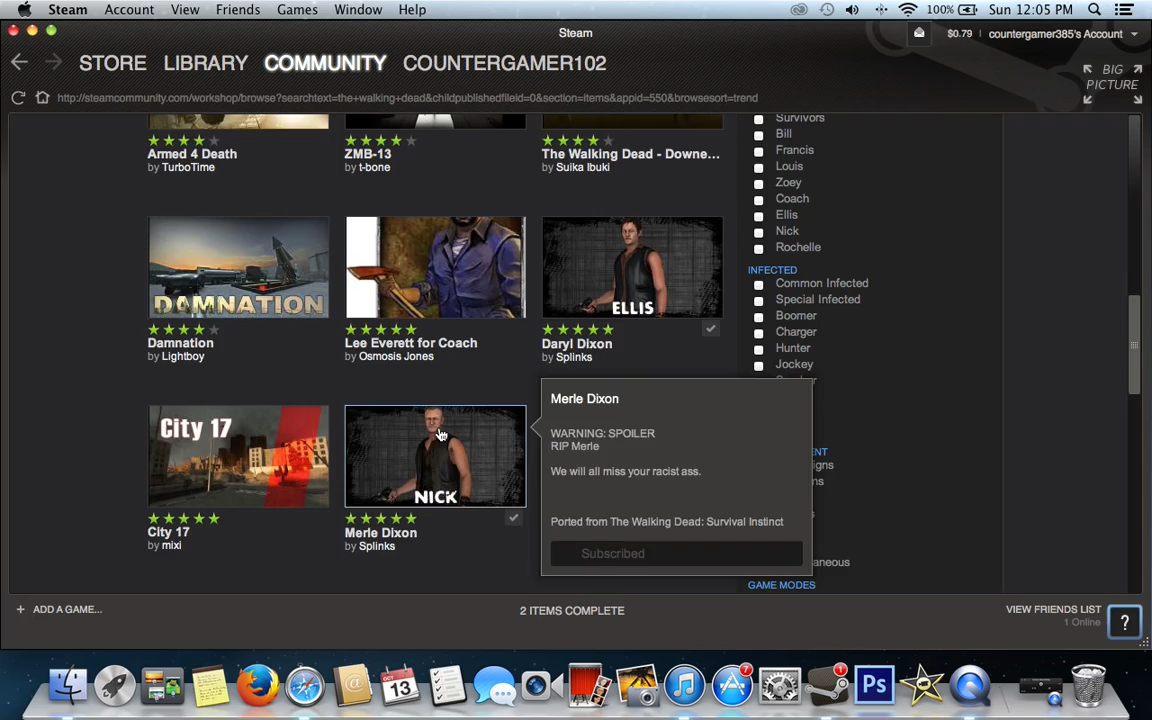 Steam Account View Friends Games Window Help 100% Sun 12:05 PM
Steam
$0.79 countergamer385's Account
STORE LIBRARY COMMUNITY COUNTERGAMER102
BIG PICTURE
http://steamcommunity.com/workshop/browse?searchtext=the+walking+dead&childpublishedfileid=0&section=items&appid=550&browsesort=trend
Armed 4 Death
by TurboTime
ZMB-13
by t-bone
The Walking Dead - Downe...
by Suika Ibuki
DAMNATION
Damnation
by Lightboy
Lee Everett for Coach
by Osmosis Jones
ELLIS
Daryl Dixon
by Splinks
City 17
City 17
by mixi
NICK
Merle Dixon
by Splinks
Merle Dixon
WARNING: SPOILER
RIP Merle
We will all miss your racist ass.
Ported from The Walking Dead: Survival Instinct
Subscribed
Survivors
Bill
Francis
Louis
Zoey
Coach
Ellis
Nick
Rochelle
INFECTED
Common Infected
Special Infected
Boomer
Charger
Hunter
Jockey
GAME MODES
+ ADD A GAME...
2 ITEMS COMPLETE
VIEW FRIENDS LIST
1 Online
?
OCT
13
7
1
Ps